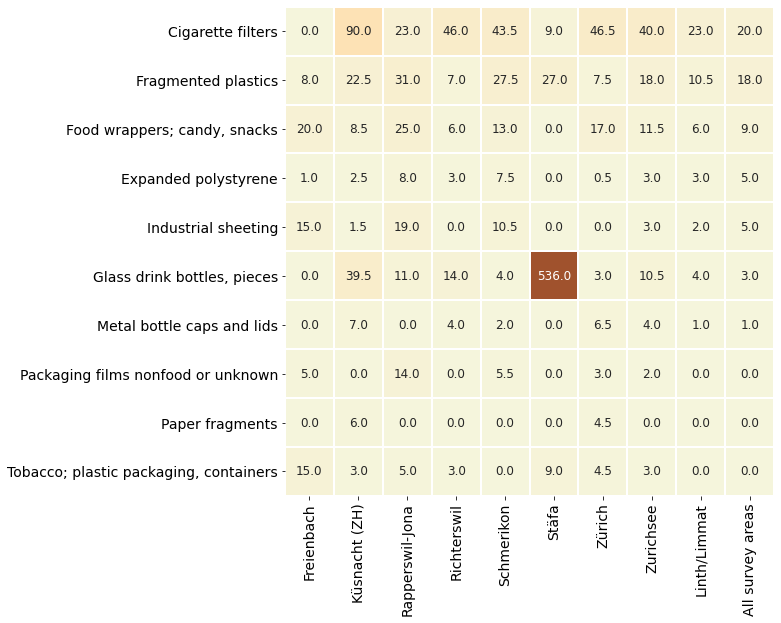 Cigarette filters 0.0 90.0 23.0 46.0 43.5 9.0 46.5 40.0 23.0 20.0
Fragmented plastics 8.0 22.5 31.0 7.0 27.5 27.0 7.5 18.0 10.5 18.0
Food wrappers; candy, snacks 20.0 8.5 25.0 6.0 13.0 0.0 17.0 11.5 6.0 9.0
Expanded polystyrene 1.0 2.5 8.0 3.0 7.5 0.0 0.5 3.0 3.0 5.0
Industrial sheeting 15.0 1.5 19.0 0.0 10.5 0.0 0.0 3.0 2.0 5.0
Glass drink bottles, pieces 0.0 39.5 11.0 14.0 4.0 536.0 3.0 10.5 4.0 3.0
Metal bottle caps and lids 0.0 7.0 0.0 4.0 2.0 0.0 6.5 4.0 1.0 1.0
Packaging films nonfood or unknown 5.0 0.0 14.0 0.0 5.5 0.0 3.0 2.0 0.0 0.0
Paper fragments 0.0 6.0 0.0 0.0 0.0 0.0 4.5 0.0 0.0 0.0
Tobacco; plastic packaging, containers 15.0 3.0 5.0 3.0 0.0 9.0 4.5 3.0 0.0 0.0
Freienbach
Küsnacht (ZH)
Rapperswil-Jona
Richterswil
Schmerikon
Stäfa
Zürich
Zurichsee
Linth/Limmat
All survey areas